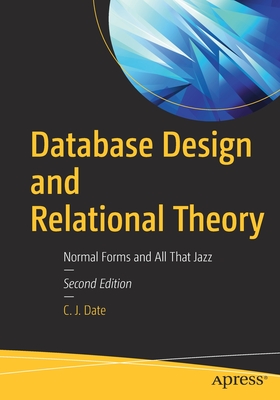 Database Design
and
Relational Theory
Normal Forms and All That Jazz
—
Second Edition
—
C. J. Date
Apress®